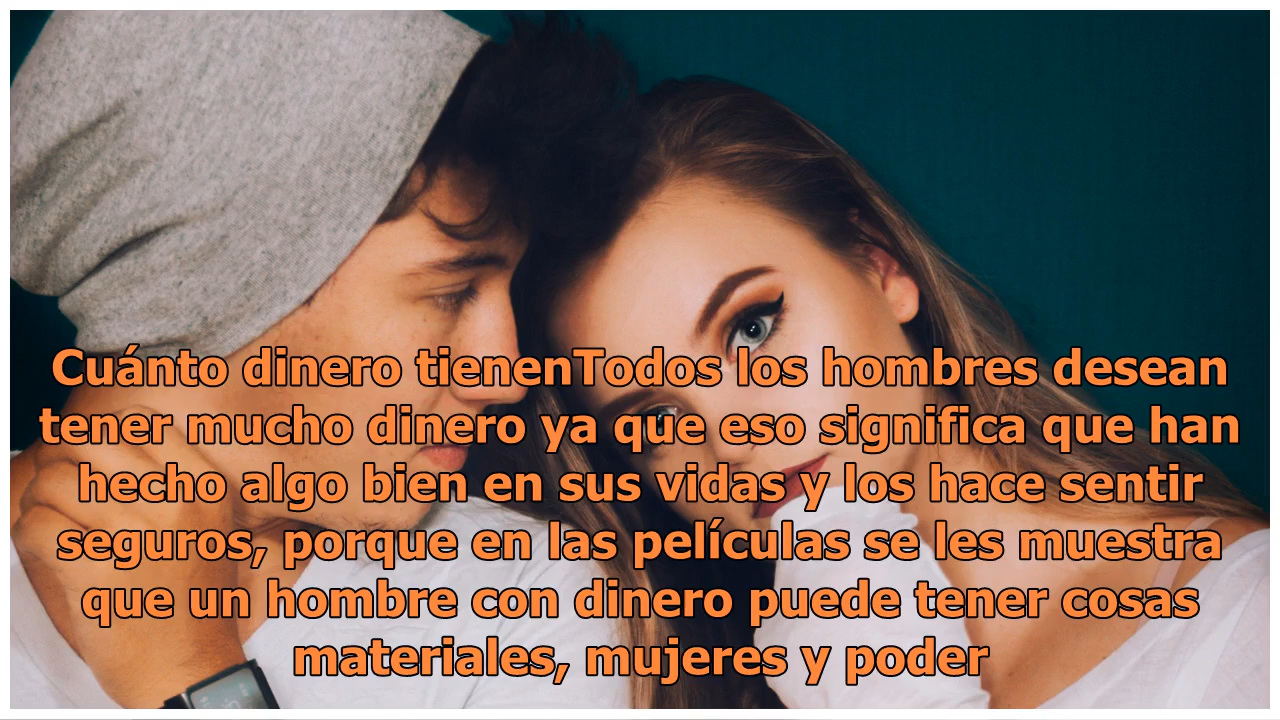 Cuánto dinero tienenTodos los hombres desean
tener mucho dinero ya que eso significa que han
hecho algo bien en sus vidas y los hace sentir
seguros, porque en las películas se les muestra
que un hombre con dinero puede tener cosas
materiales, mujeres y poder